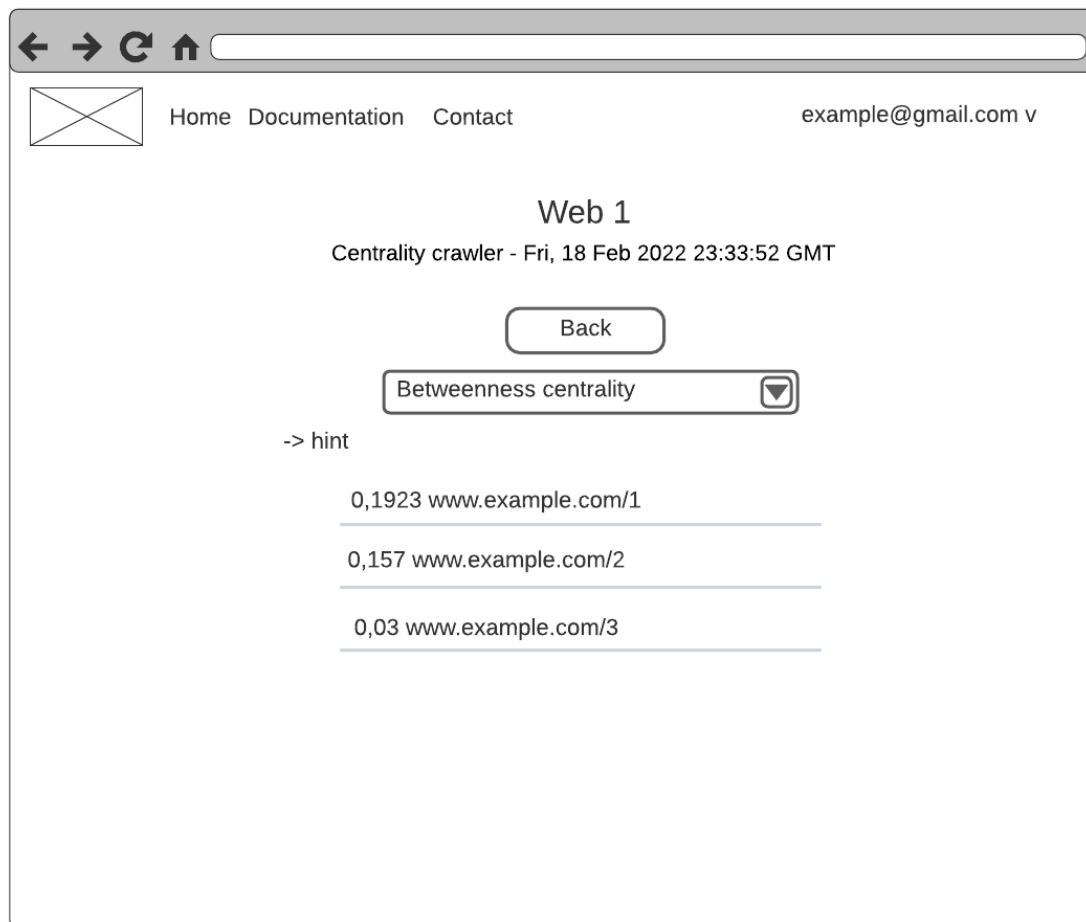 Home Documentation Contact example@gmail.com v
Web 1
Centrality crawler - Fri, 18 Feb 2022 23:33:52 GMT
Back
Betweenness centrality
-> hint
0,1923 www.example.com/1
0,157 www.example.com/2
0,03 www.example.com/3